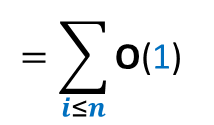 = ∑ O(1)
i≤n